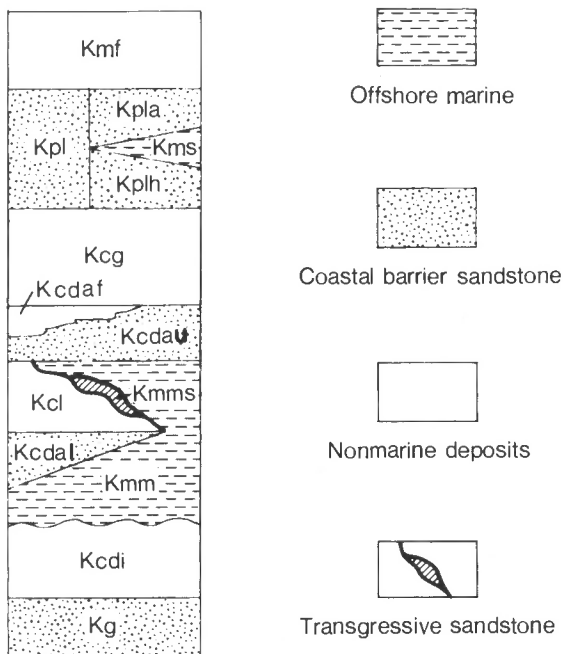 Kmf
Kpla
Kpl
Kms
Kplh
Kcg
Kcdaf
Kcdau
Kmms
Kcl
Kcdal
Kmm
Kcdi
Kg
Offshore marine
Coastal barrier sandstone
Nonmarine deposits
Transgressive sandstone